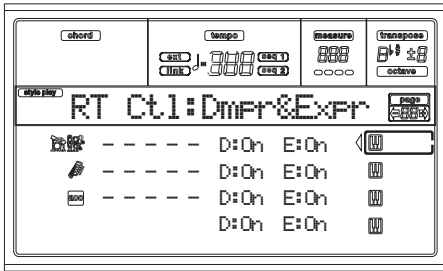 chord tempo measure transpose
ext seq 1
link seq 2
octave
style play
RT Ctl:Dmpr&Expr page
- - - - - D:On E:On
- - - - - D:On E:On
acc - - - - - D:On E:On
D:On E:On